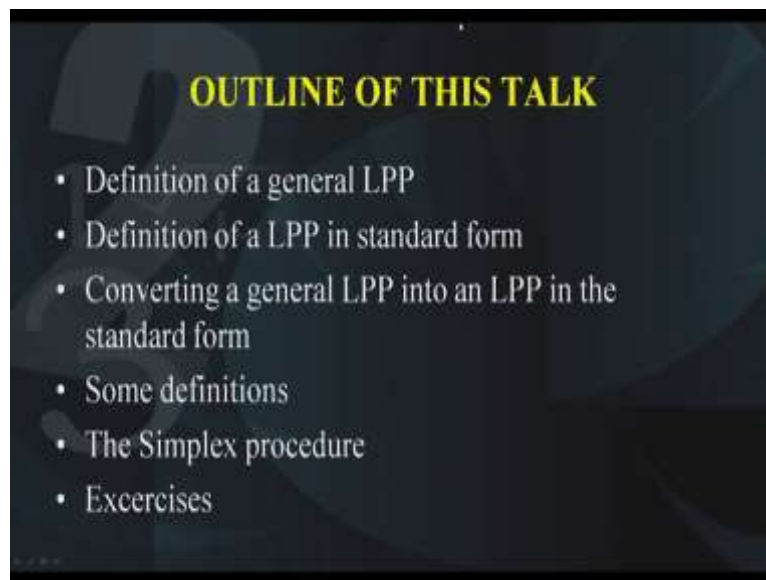 OUTLINE OF THIS TALK
• Definition of a general LPP
• Definition of a LPP in standard form
• Converting a general LPP into an LPP in the
standard form
• Some definitions
• The Simplex procedure
• Excercises